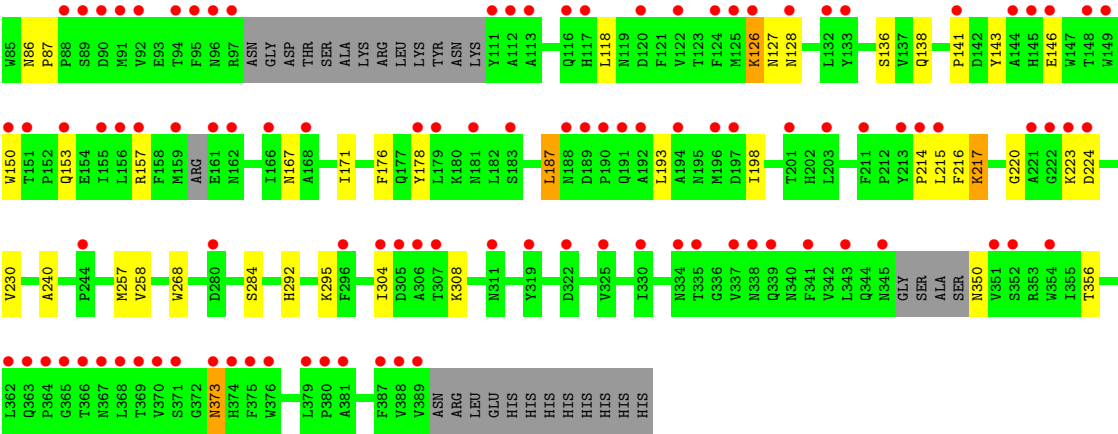 W85 N86 P87 P88 S89 D90 M91 V92 E93 T94 F95 N96 R97 ASN GLY ASP THR SER ALA LYS ARG LEU LYS TYR ASN LYS Y111 A112 A113 Q116 H117 L118 N119 D120 F121 V122 T123 F124 M125 K126 N127 N128 L132 Y133 S136 V137 Q138 P141 D142 Y143 A144 H145 E146 W147 T148 W149
W150 T151 P152 Q153 E154 I155 L156 R157 F158 M159 ARG E161 N162 I166 N167 A168 I171 F176 Q177 Y178 L179 K180 N181 L182 S183 L187 N188 D189 P190 Q191 A192 L193 A194 N195 M196 D197 I198 T201 H202 L203 F211 P212 Y213 P214 L215 F216 K217 G220 A221 G222 K223 D224
V230 A240 P244 M257 V258 W268 D280 S284 H292 K295 F296 I304 D305 A306 T307 K308 N311 Y319 D322 V325 I330 N334 T335 G336 V337 N338 Q339 N340 F341 V342 L343 Q344 N345 GLY SER ALA SER N350 V351 S352 R353 W354 I355 T356
L362 Q363 P364 G365 T366 N367 L368 T369 V370 S371 G372 N373 H374 F375 W376 L379 P380 A381 F387 V388 V389 ASN ARG LEU GLU HIS HIS HIS HIS HIS HIS HIS HIS